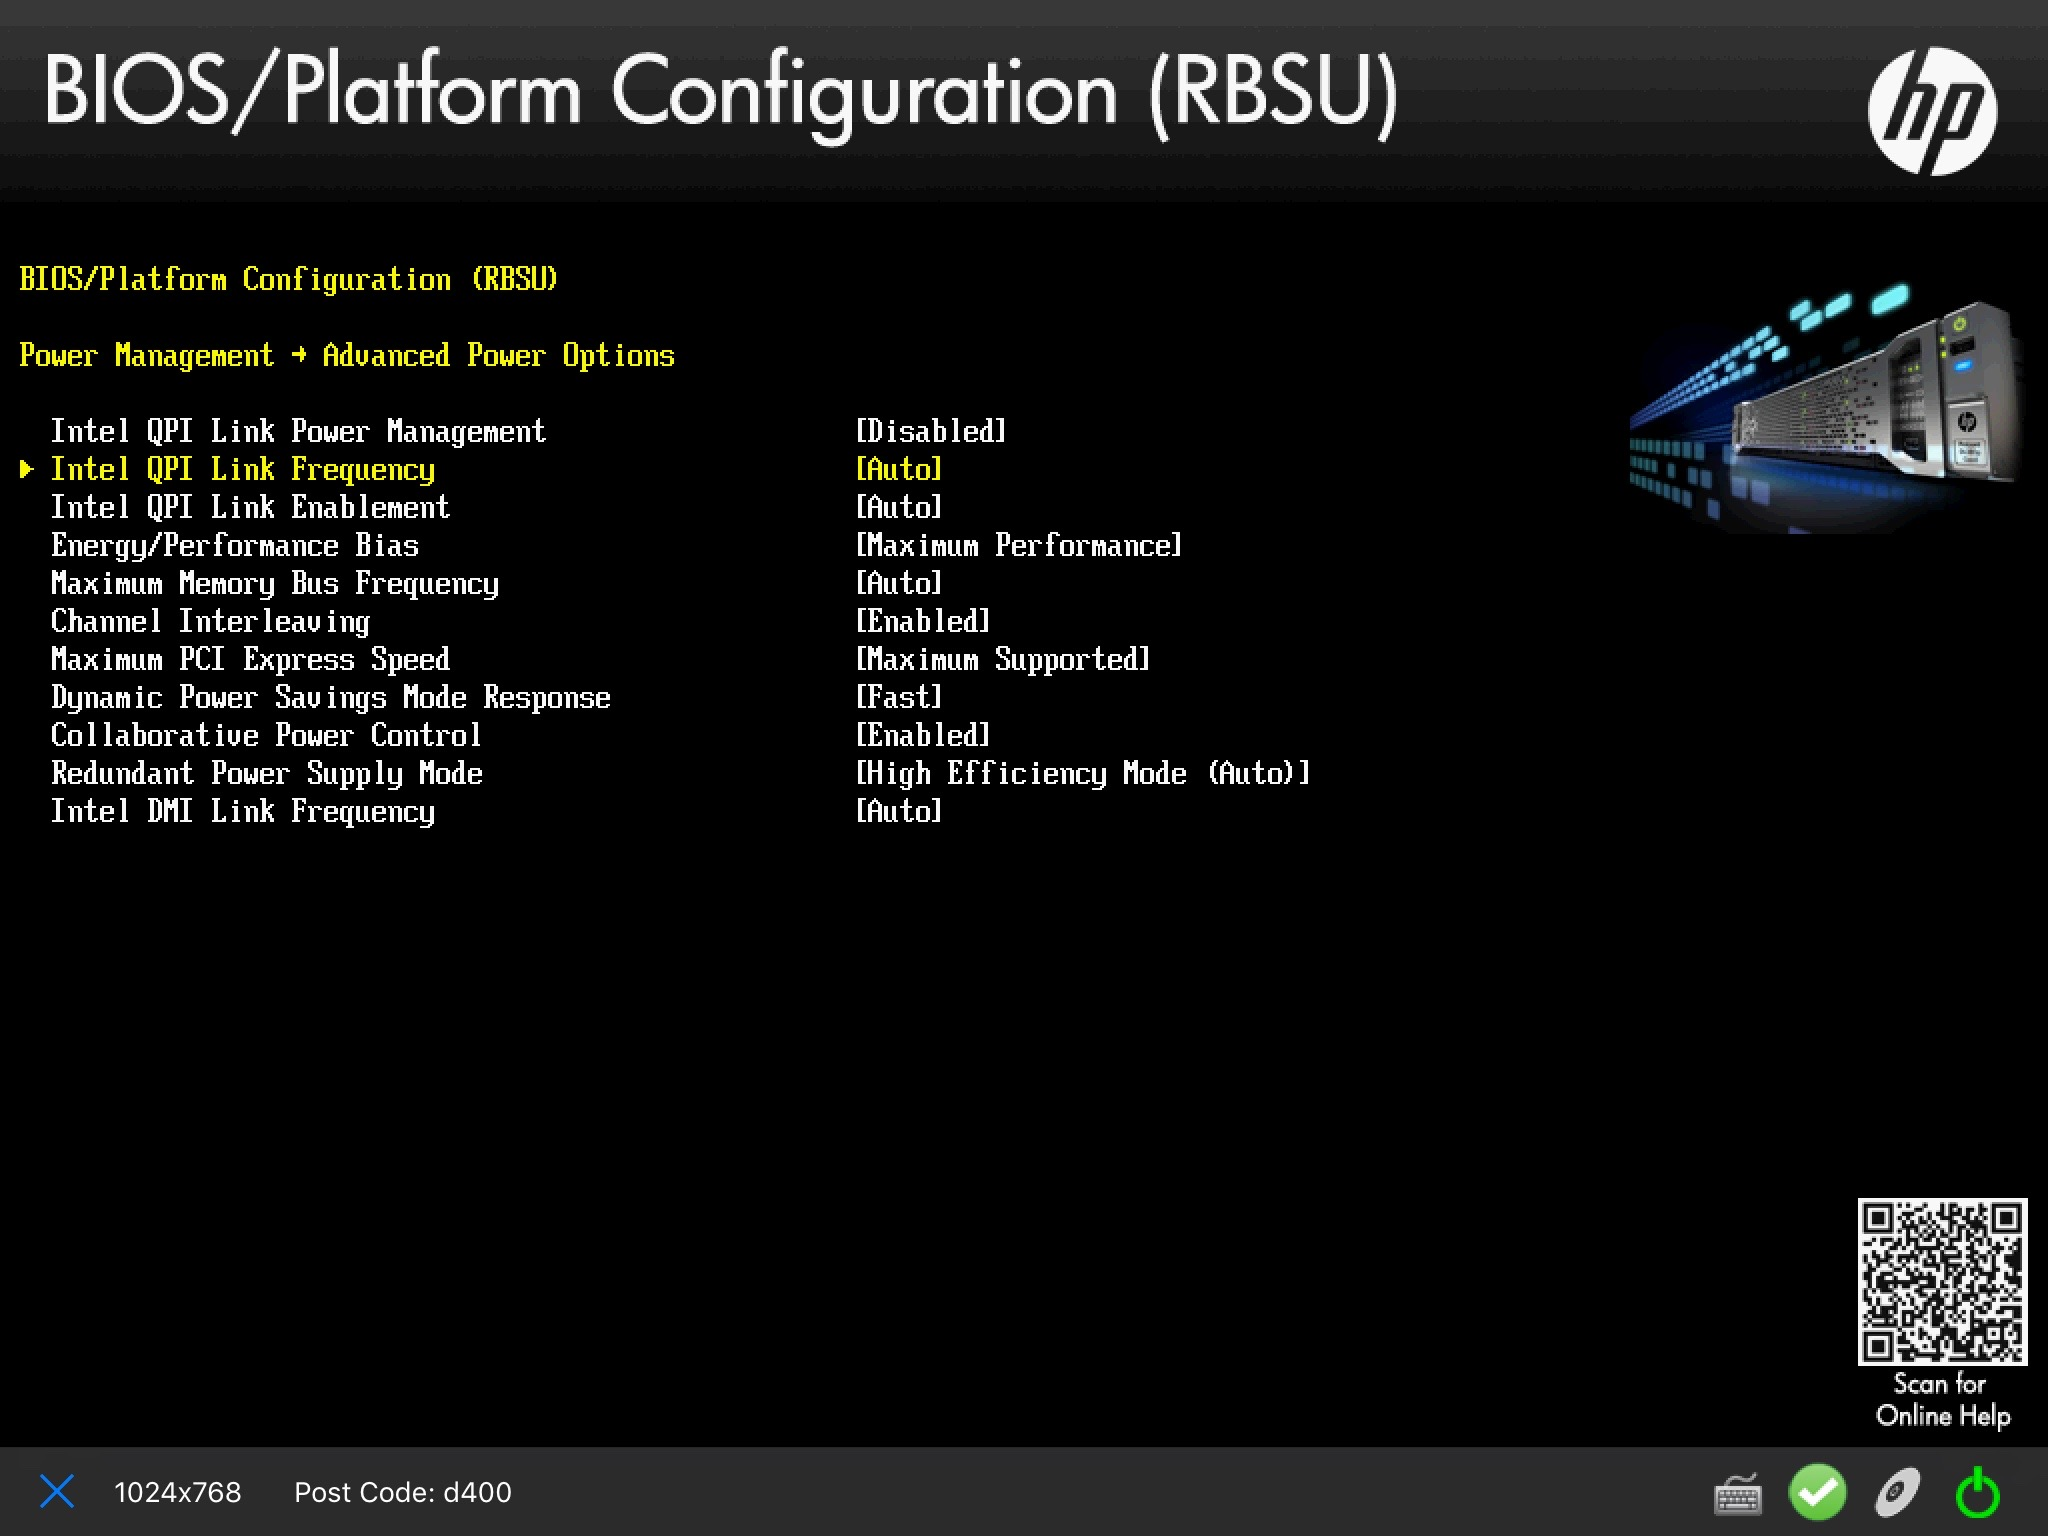 BIOS/Platform Configuration (RBSU)
hp
BIOS/Platform Configuration (RBSU)
Power Management → Advanced Power Options
Intel QPI Link Power Management [Disabled]
Intel QPI Link Frequency [Auto]
Intel QPI Link Enablement [Auto]
Energy/Performance Bias [Maximum Performance]
Maximum Memory Bus Frequency [Auto]
Channel Interleaving [Enabled]
Maximum PCI Express Speed [Maximum Supported]
Dynamic Power Savings Mode Response [Fast]
Collaborative Power Control [Enabled]
Redundant Power Supply Mode [High Efficiency Mode (Auto)]
Intel DMI Link Frequency [Auto]
Scan for
Online Help
1024x768 Post Code: d400